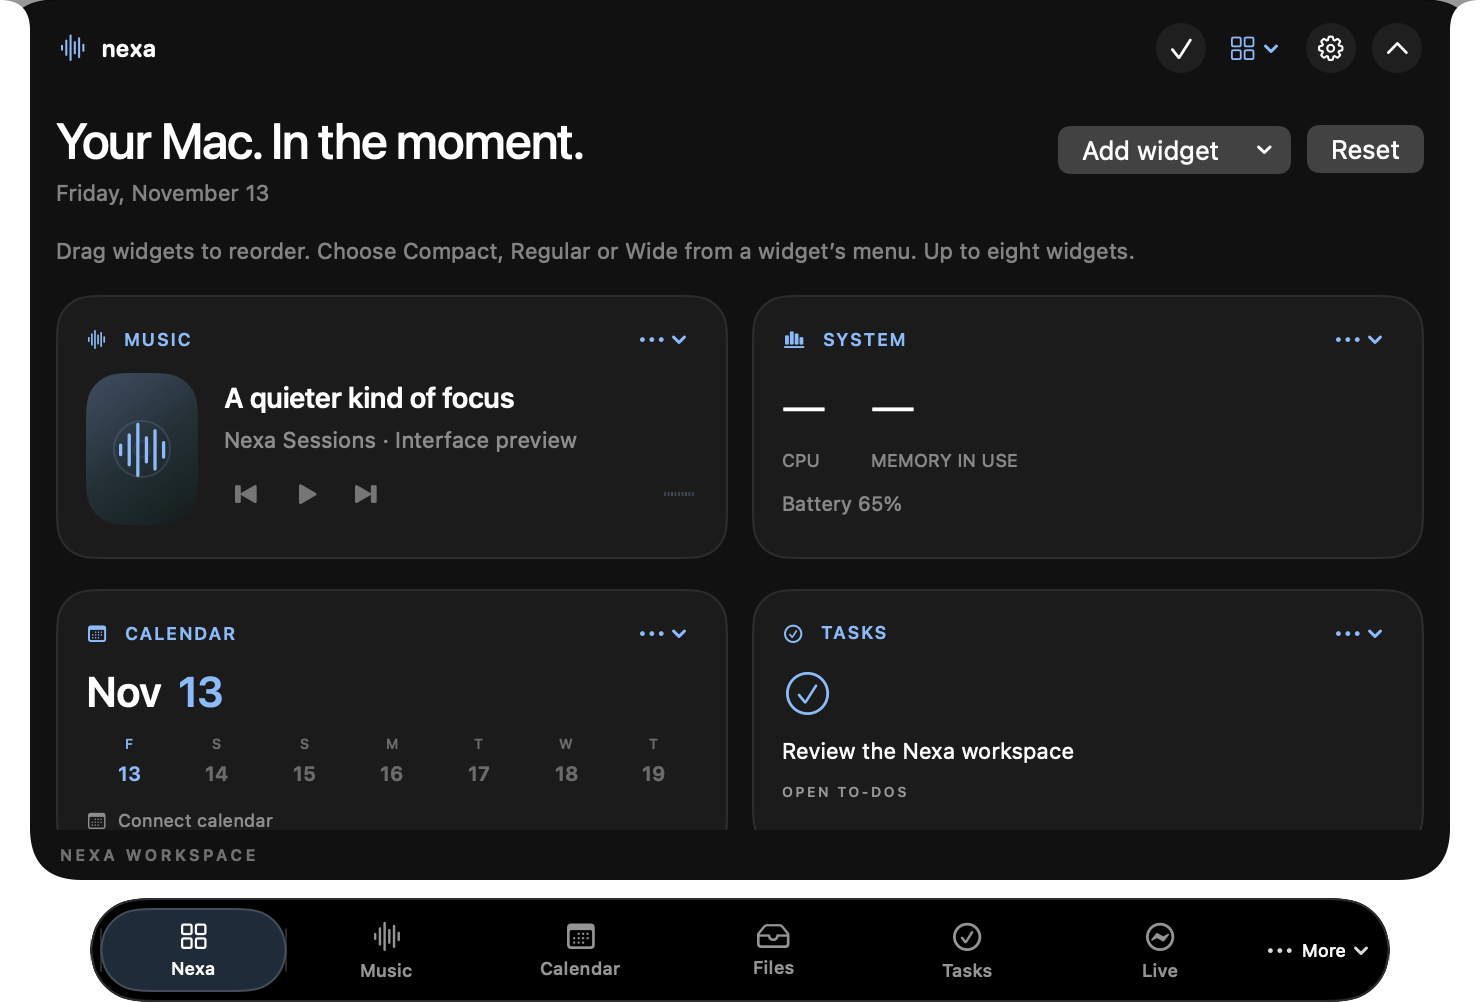 nexa
Your Mac. In the moment.
Add widget
Reset
Friday, November 13
Drag widgets to reorder. Choose Compact, Regular or Wide from a widget’s menu. Up to eight widgets.
MUSIC
A quieter kind of focus
Nexa Sessions · Interface preview
SYSTEM
— —
CPU MEMORY IN USE
Battery 65%
CALENDAR
Nov 13
F S S M T W T
13 14 15 16 17 18 19
Connect calendar
TASKS
Review the Nexa workspace
OPEN TO-DOS
NEXA WORKSPACE
Nexa Music Calendar Files Tasks Live ••• More